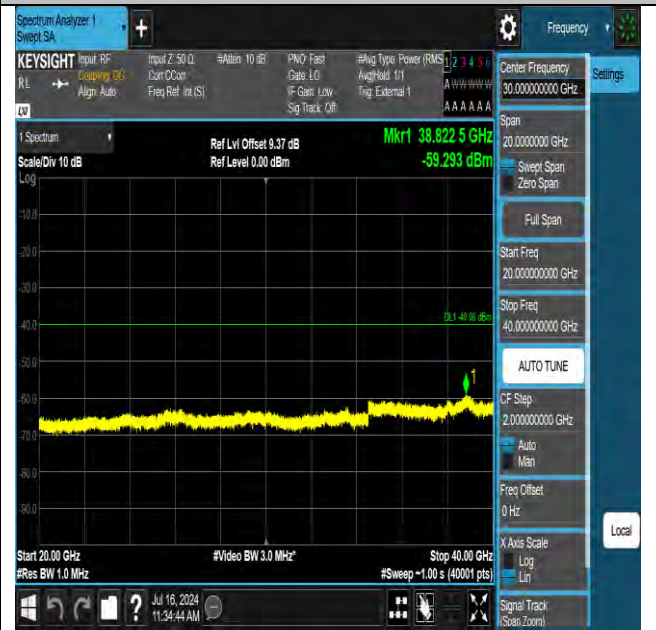 Spectrum Analyzer 1
Swept SA
+
Frequency
KEYSIGHT
RL
Input: RF
Coupling: DC
Align: Auto
Input Z: 50 Ω
Corr CCorr
Freq Ref: Int (S)
#Atten: 10 dB
PNO: Fast
Gate: LO
IF Gain: Low
Sig Track: Off
#Avg Type: Power (RMS
Avg|Hold: 1/1
Trig: External 1
1 2 3 4 5 6
A W W W W W
A A A A A A
LXI
1 Spectrum
Scale/Div 10 dB
Log
Ref Lvl Offset 9.37 dB
Ref Level 0.00 dBm
Mkr1 38.822 5 GHz
-59.293 dBm
-10.0
-20.0
-30.0
-40.0
-50.0
-60.0
-70.0
-80.0
-90.0
DL1 -40.00 dBm
1
Start 20.00 GHz
#Res BW 1.0 MHz
#Video BW 3.0 MHz*
Stop 40.00 GHz
#Sweep ~1.00 s (40001 pts)
Jul 16, 2024
11:34:44 AM
?
Center Frequency
30.000000000 GHz
Settings
Span
20.0000000 GHz
Swept Span
Zero Span
Full Span
Start Freq
20.000000000 GHz
Stop Freq
40.000000000 GHz
AUTO TUNE
CF Step
2.000000000 GHz
Auto
Man
Freq Offset
0 Hz
X Axis Scale
Log
Lin
Local
Signal Track
(Span Zoom)